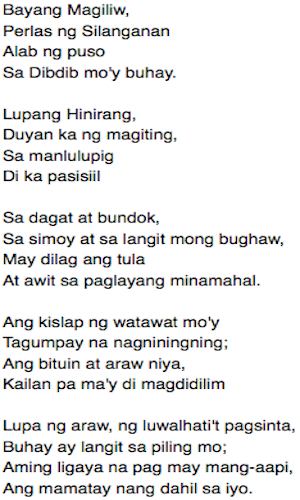 Bayang Magiliw,
Perlas ng Silanganan
Alab ng puso
Sa Dibdib mo'y buhay.

Lupang Hinirang,
Duyan ka ng magiting,
Sa manlulupig
Di ka pasisiil

Sa dagat at bundok,
Sa simoy at sa langit mong bughaw,
May dilag ang tula
At awit sa paglayang minamahal.

Ang kislap ng watawat mo'y
Tagumpay na nagniningning;
Ang bituin at araw niya,
Kailan pa ma'y di magdidilim

Lupa ng araw, ng luwalhati't pagsinta,
Buhay ay langit sa piling mo;
Aming ligaya na pag may mang-aapi,
Ang mamatay nang dahil sa iyo.